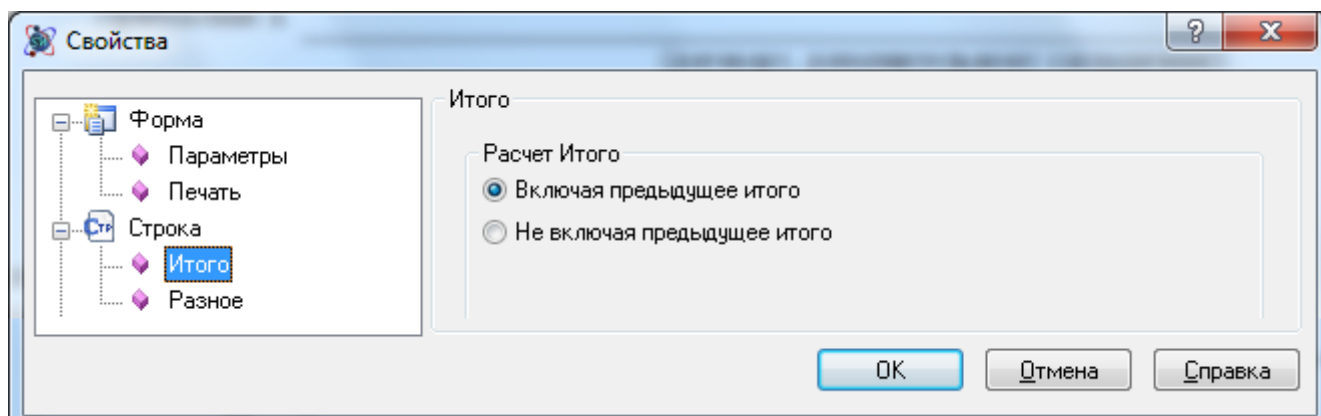 Свойства
Форма
Параметры
Печать
Строка
Итого
Разное
Итого
Расчет Итого
Включая предыдущее итого
Не включая предыдущее итого
OK
Отмена
Справка